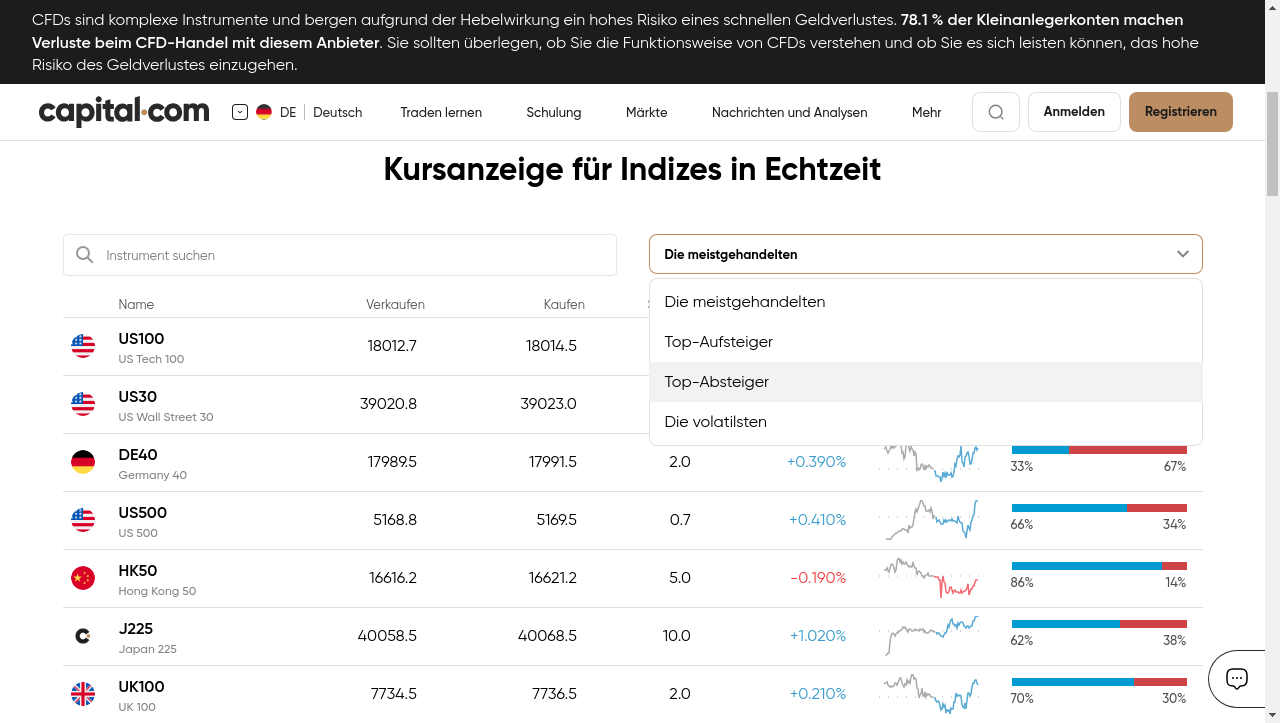 CFDs sind komplexe Instrumente und bergen aufgrund der Hebelwirkung ein hohes Risiko eines schnellen Geldverlustes. 78.1 % der Kleinanlegerkonten machen
Verluste beim CFD-Handel mit diesem Anbieter. Sie sollten überlegen, ob Sie die Funktionsweise von CFDs verstehen und ob Sie es sich leisten können, das hohe
Risiko des Geldverlustes einzugehen.
capital.com DE Deutsch Traden lernen Schulung Märkte Nachrichten und Analysen Mehr Anmelden Registrieren
Kursanzeige für Indizes in Echtzeit
Instrument suchen Die meistgehandelten
Name Verkaufen Kaufen
Die meistgehandelten
Top-Aufsteiger
Top-Absteiger
Die volatilsten
US100 18012.7 18014.5
US Tech 100
US30 39020.8 39023.0
US Wall Street 30
DE40 17989.5 17991.5 2.0 +0.390% 33% 67%
Germany 40
US500 5168.8 5169.5 0.7 +0.410% 66% 34%
US 500
HK50 16616.2 16621.2 5.0 -0.190% 86% 14%
Hong Kong 50
J225 40058.5 40068.5 10.0 +1.020% 62% 38%
Japan 225
UK100 7734.5 7736.5 2.0 +0.210% 70% 30%
UK 100